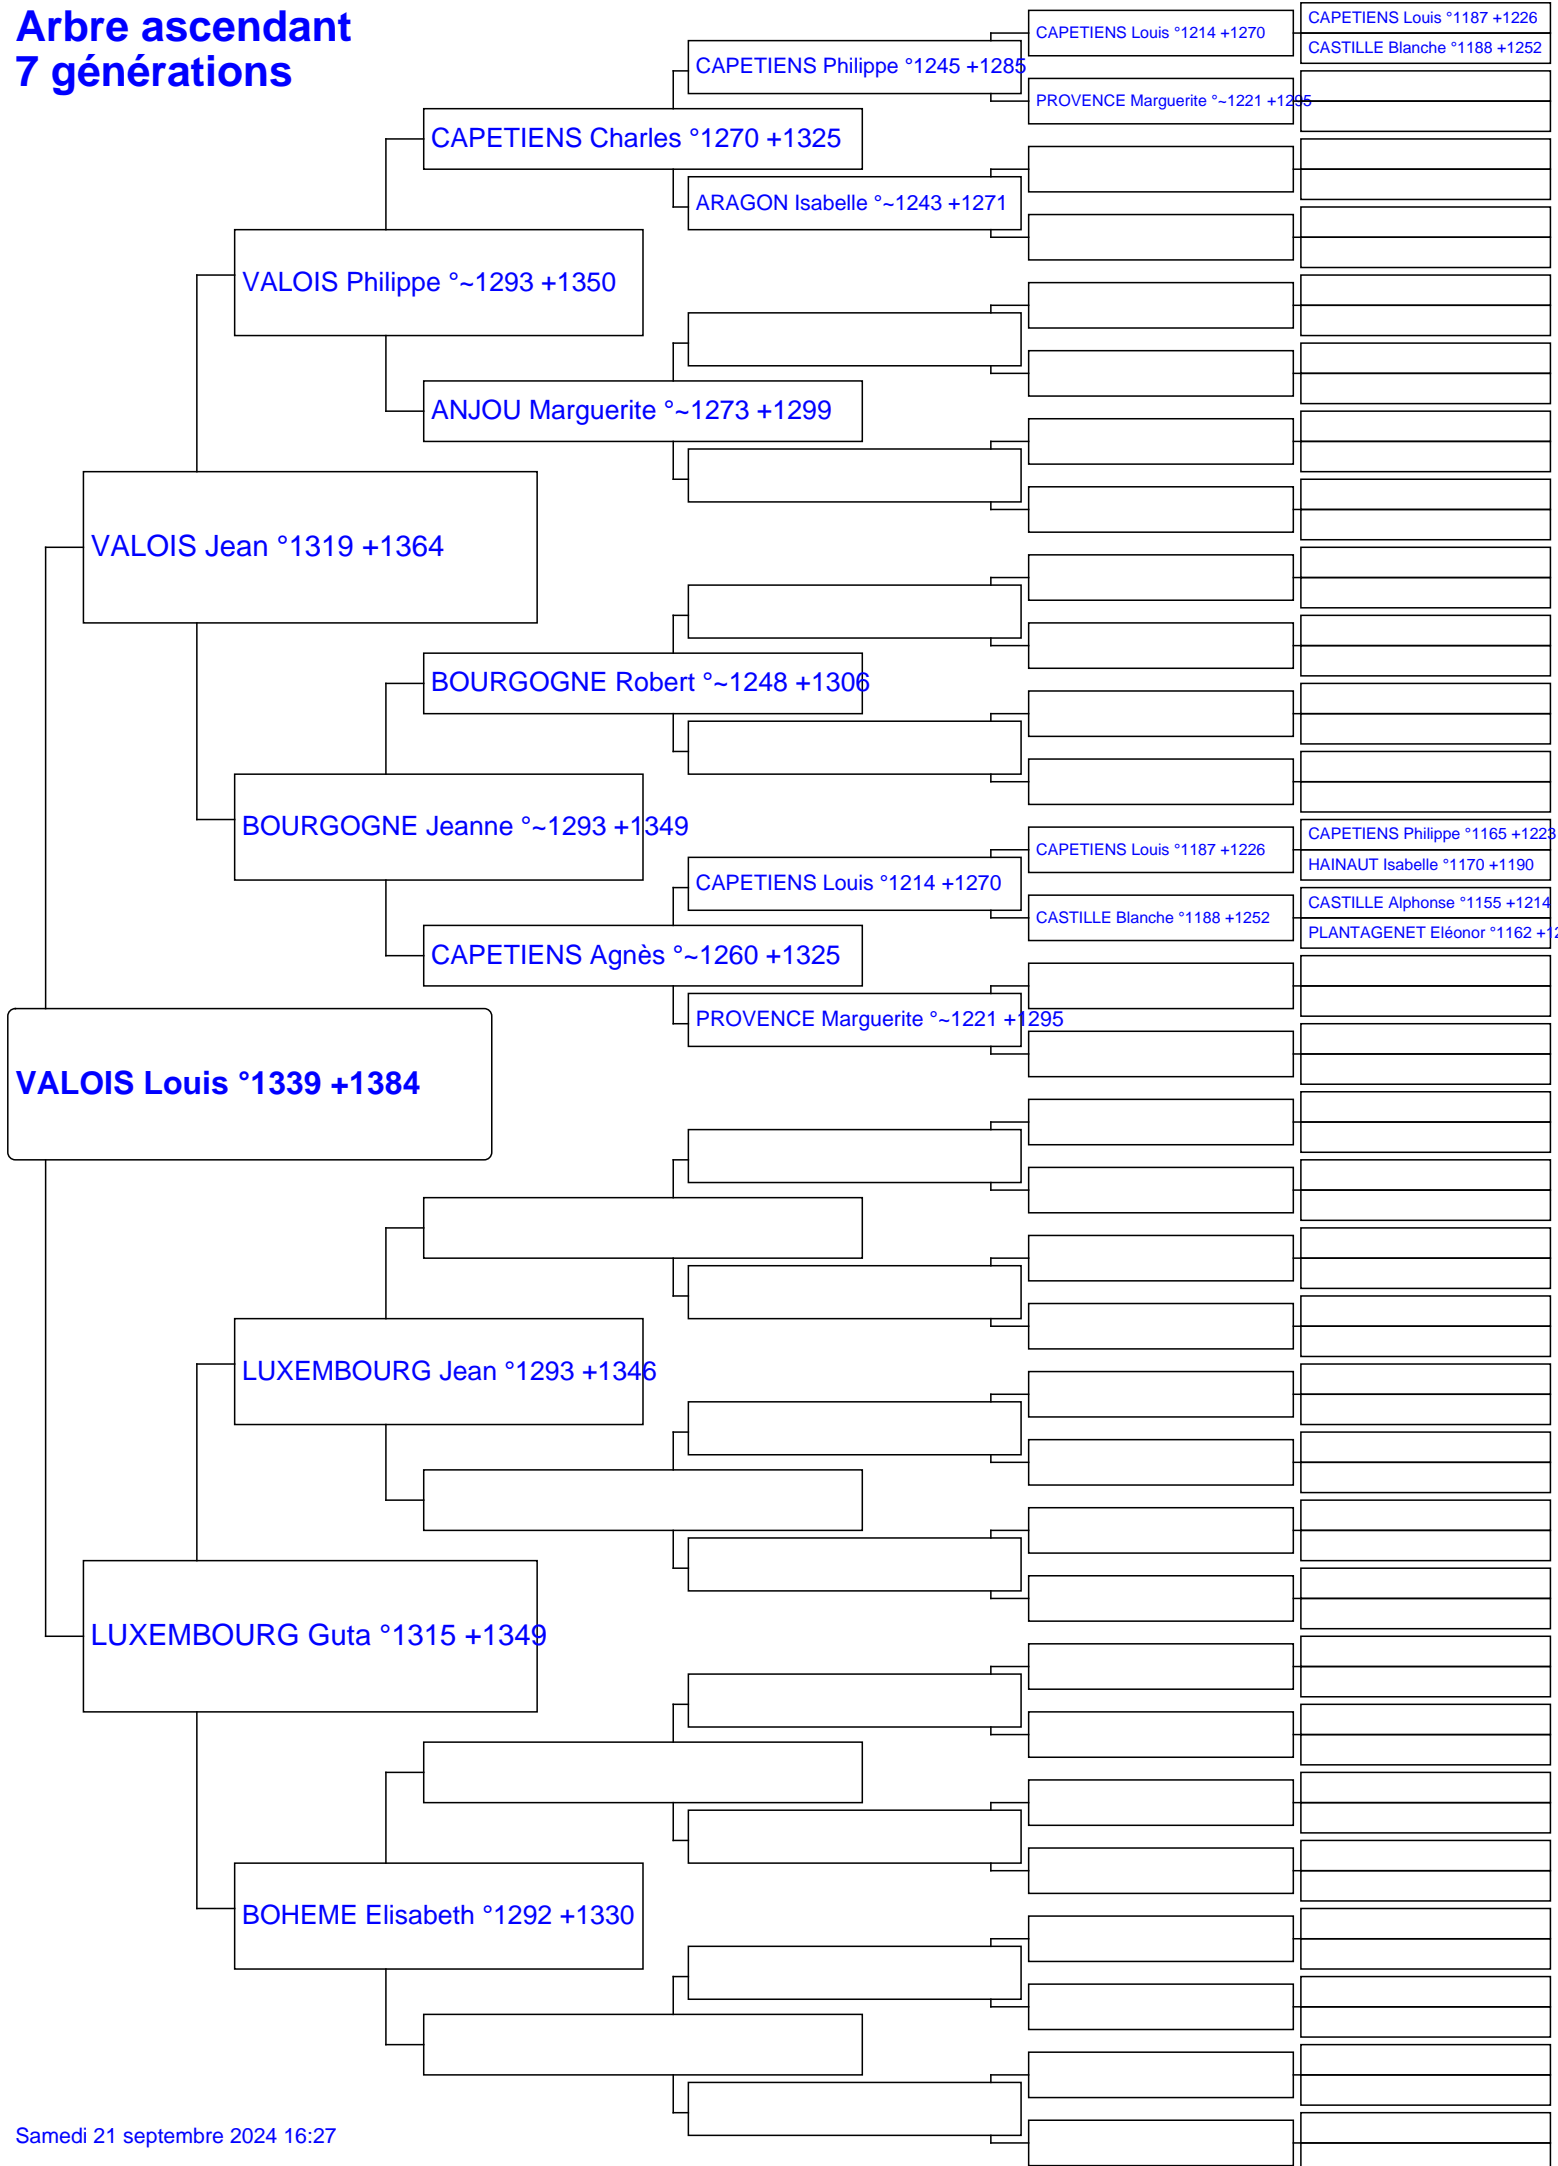 Arbre ascendant
7 générations
CAPETIENS Louis °1187 +1226
CAPETIENS Louis °1214 +1270
CASTILLE Blanche °1188 +1252
CAPETIENS Philippe °1245 +1285
PROVENCE Marguerite °~1221 +1295
CAPETIENS Charles °1270 +1325
ARAGON Isabelle °~1243 +1271
VALOIS Philippe °~1293 +1350
ANJOU Marguerite °~1273 +1299
VALOIS Jean °1319 +1364
BOURGOGNE Robert °~1248 +1306
BOURGOGNE Jeanne °~1293 +1349
CAPETIENS Philippe °1165 +1223
CAPETIENS Louis °1187 +1226
HAINAUT Isabelle °1170 +1190
CAPETIENS Louis °1214 +1270
CASTILLE Alphonse °1155 +1214
CASTILLE Blanche °1188 +1252
PLANTAGENET Eléonor °1162
CAPETIENS Agnès °~1260 +1325
PROVENCE Marguerite °~1221 +1295
VALOIS Louis °1339 +1384
LUXEMBOURG Jean °1293 +1346
LUXEMBOURG Guta °1315 +1349
BOHEME Elisabeth °1292 +1330
Samedi 21 septembre 2024 16:27